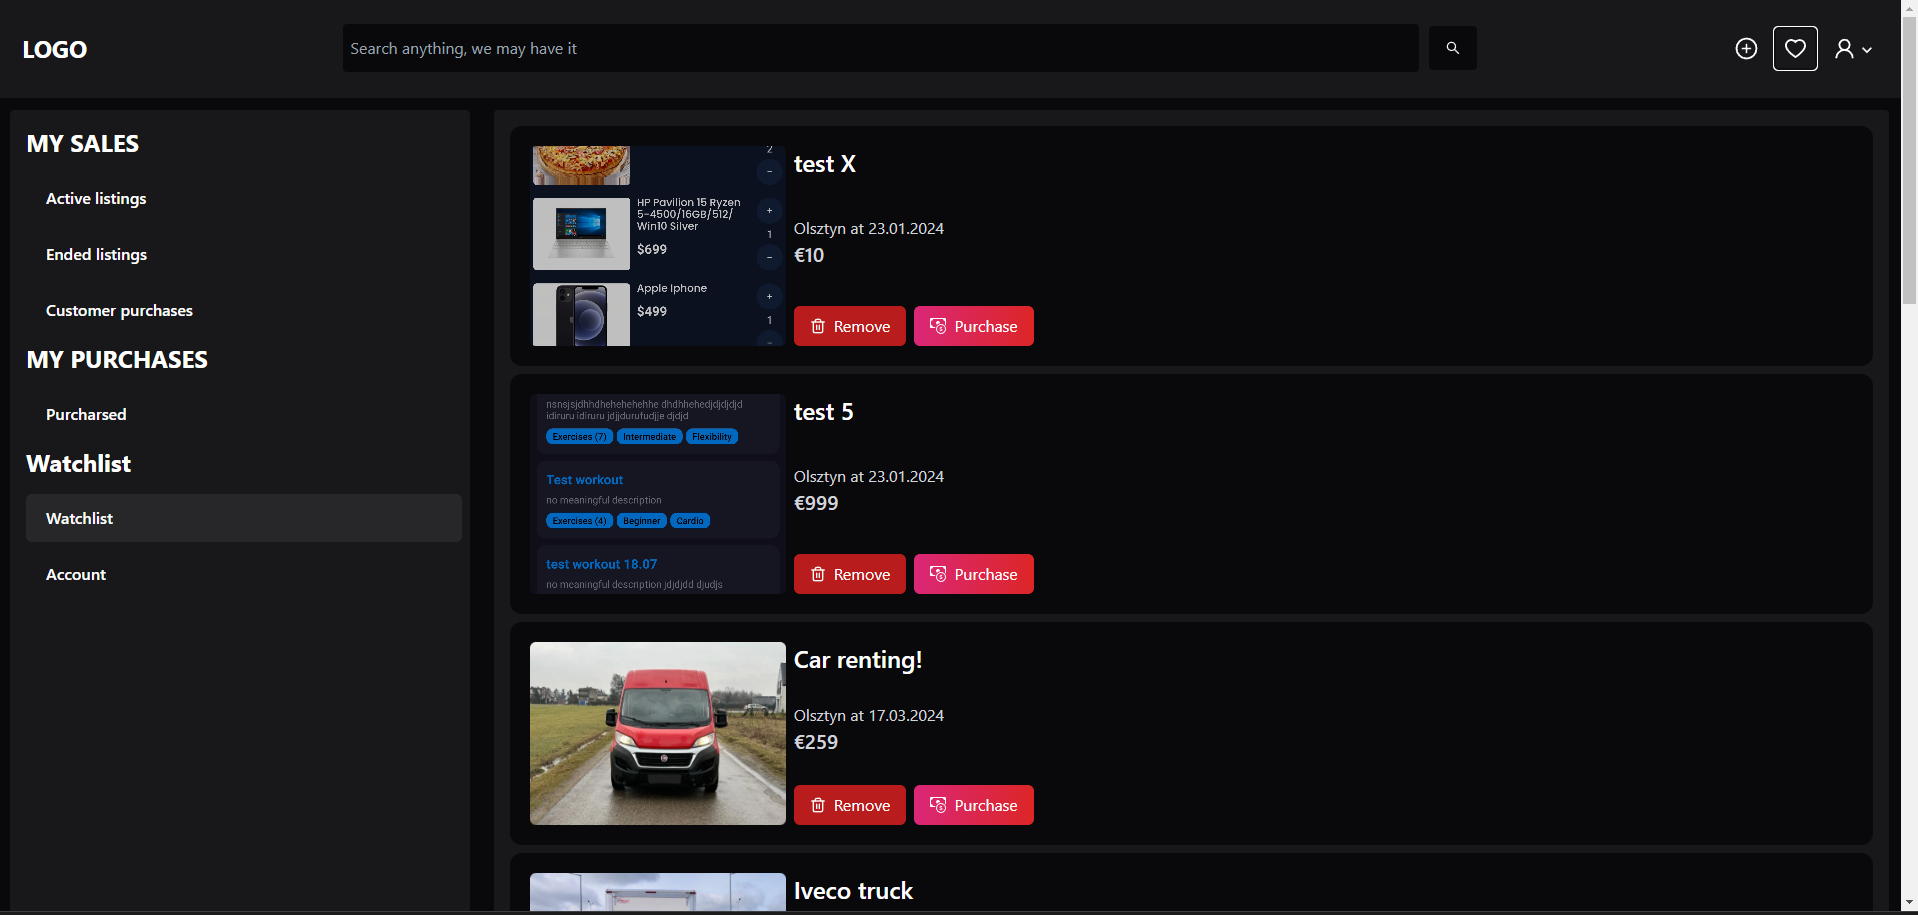 LOGO
Search anything, we may have it
MY SALES
Active listings
Ended listings
Customer purchases
MY PURCHASES
Purcharsed
Watchlist
Watchlist
Account
2
-
HP Pavilion 15 Ryzen
5-4500/16GB/512/
Win10 Silver
$699
+
1
-
Apple Iphone
$499
+
1
-
test X
Olsztyn at 23.01.2024
€10
Remove
Purchase
nsnsjsjdhhdhehehehehhe dhdhhehedjdjdjdjd
idiruru idiruru jdjjdurufudjje djdjd
Exercises (7) Intermediate Flexibility
Test workout
no meaningful description
Exercises (4) Beginner Cardio
test workout 18.07
no meaningful description jdjdjdd djudjs
test 5
Olsztyn at 23.01.2024
€999
Remove
Purchase
Car renting!
Olsztyn at 17.03.2024
€259
Remove
Purchase
Iveco truck